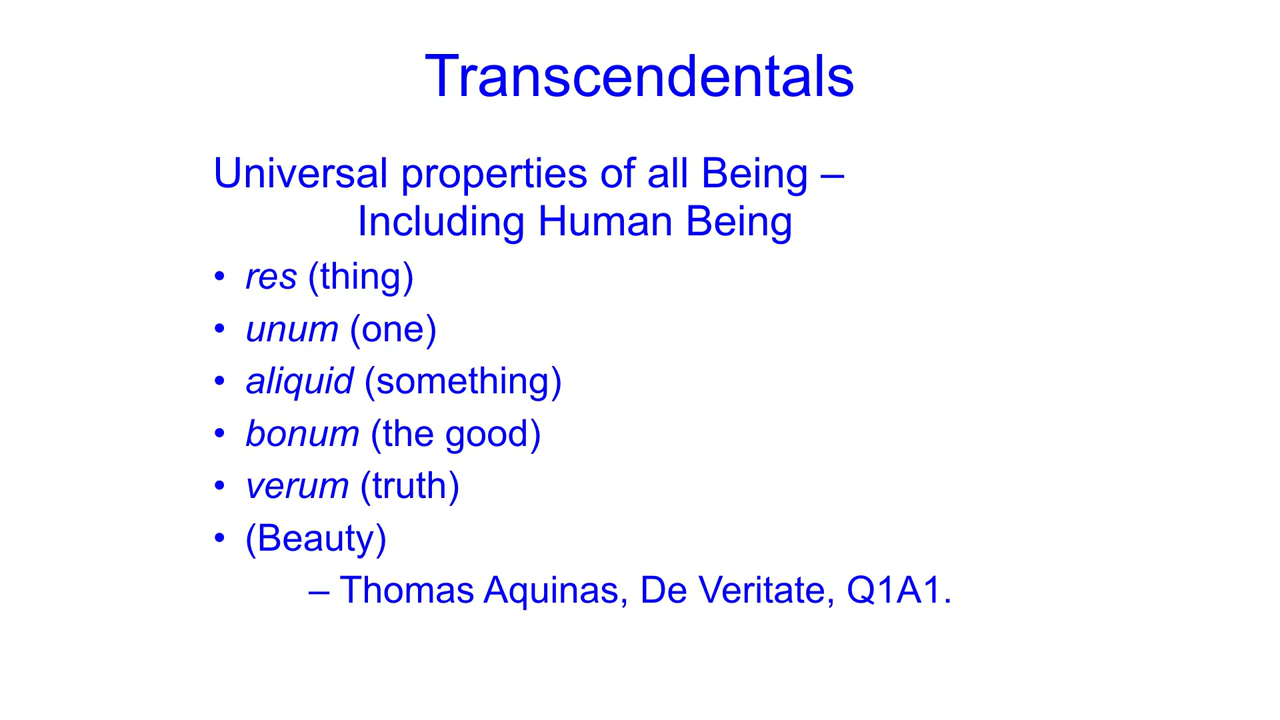 Transcendentals
Universal properties of all Being –
Including Human Being
• res (thing)
• unum (one)
• aliquid (something)
• bonum (the good)
• verum (truth)
• (Beauty)
– Thomas Aquinas, De Veritate, Q1A1.